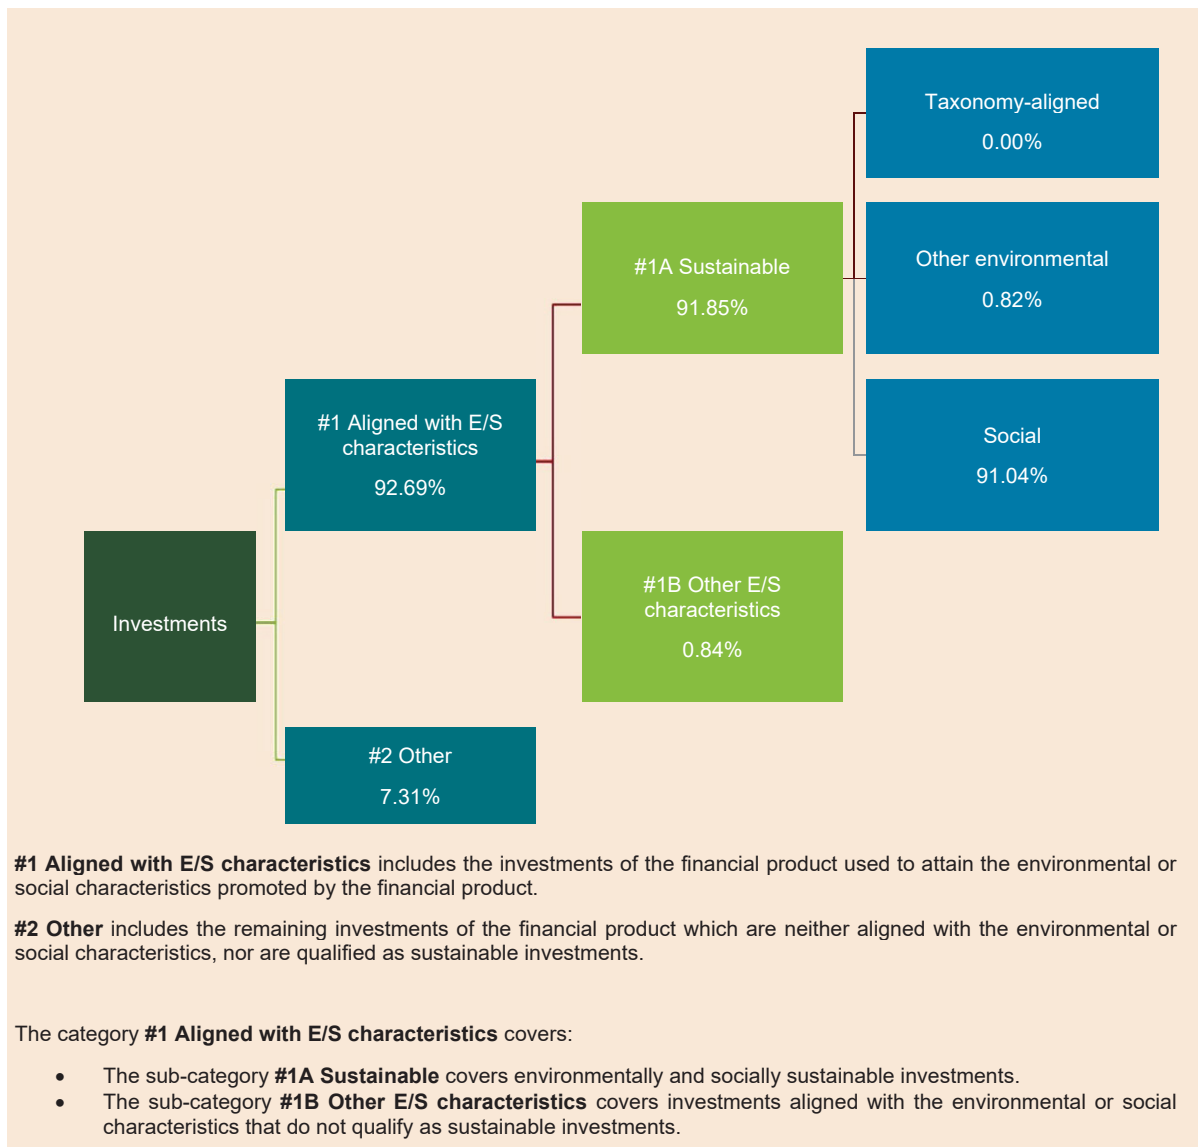 Taxonomy-aligned
0.00%
#1A Sustainable
91.85%
Other environmental
0.82%
#1 Aligned with E/S
characteristics
92.69%
Social
91.04%
Investments
#1B Other E/S
characteristics
0.84%
#2 Other
7.31%
#1 Aligned with E/S characteristics includes the investments of the financial product used to attain the environmental or
social characteristics promoted by the financial product.
#2 Other includes the remaining investments of the financial product which are neither aligned with the environmental or
social characteristics, nor are qualified as sustainable investments.
The category #1 Aligned with E/S characteristics covers:
• The sub-category #1A Sustainable covers environmentally and socially sustainable investments.
• The sub-category #1B Other E/S characteristics covers investments aligned with the environmental or social
characteristics that do not qualify as sustainable investments.